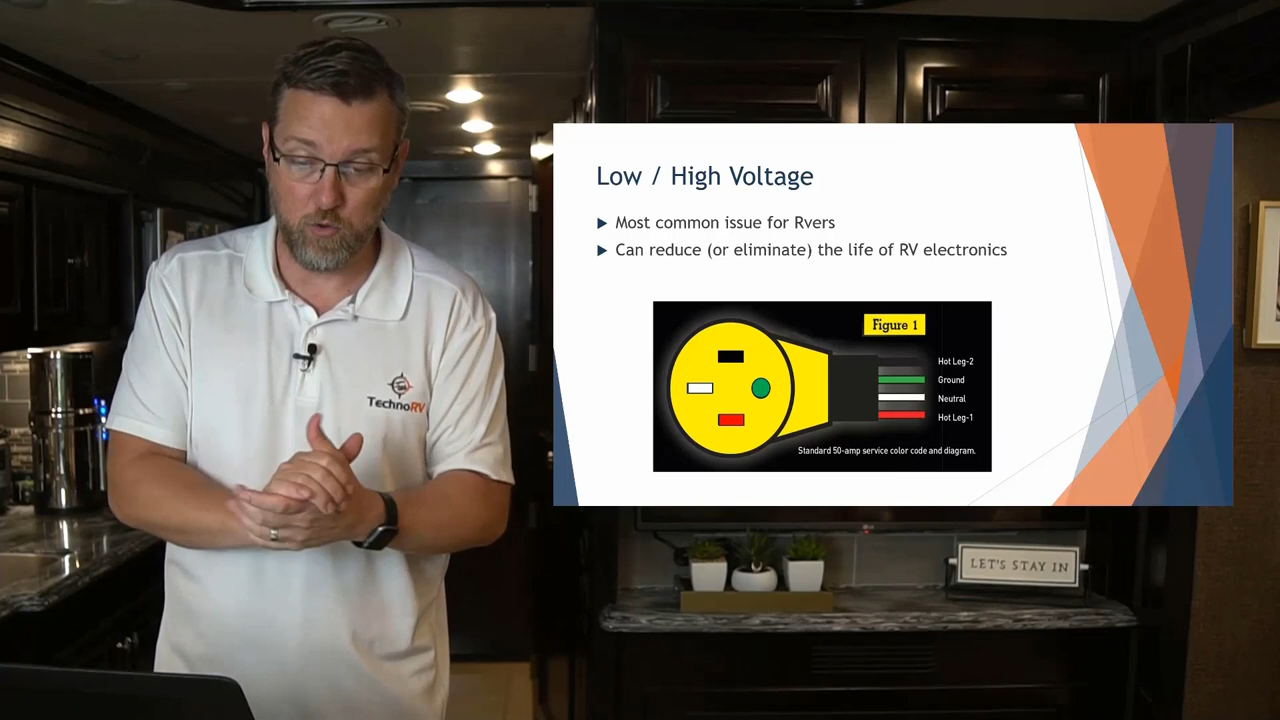 Low / High Voltage
Most common issue for Rvers
Can reduce (or eliminate) the life of RV electronics
Figure 1
Hot Leg-2
Ground
Neutral
Hot Leg-1
Standard 50-amp service color code and diagram.
TechnoRV
LG
LET'S STAY IN